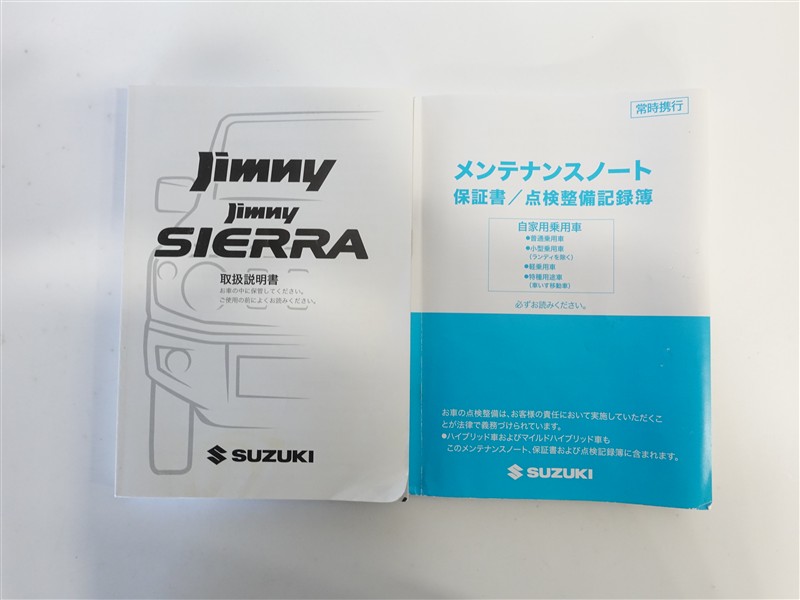 Jimny
Jimny
SIERRA
取扱説明書
お車の中に保管してください。
ご使用の前によくお読みください。
SUZUKI
常時携行
メンテナンスノート
保証書／点検整備記録簿
自家用乗用車
●普通乗用車
●小型乗用車
(ランディを除く)
●軽乗用車
●特種用途車
(車いす移動車)
必ずお読みください。
お車の点検整備は、お客様の責任において実施していただくこ
とが法律で義務づけられています。
●ハイブリッド車およびマイルドハイブリッド車も
このメンテナンスノート、保証書および点検記録簿に含まれます。
SUZUKI